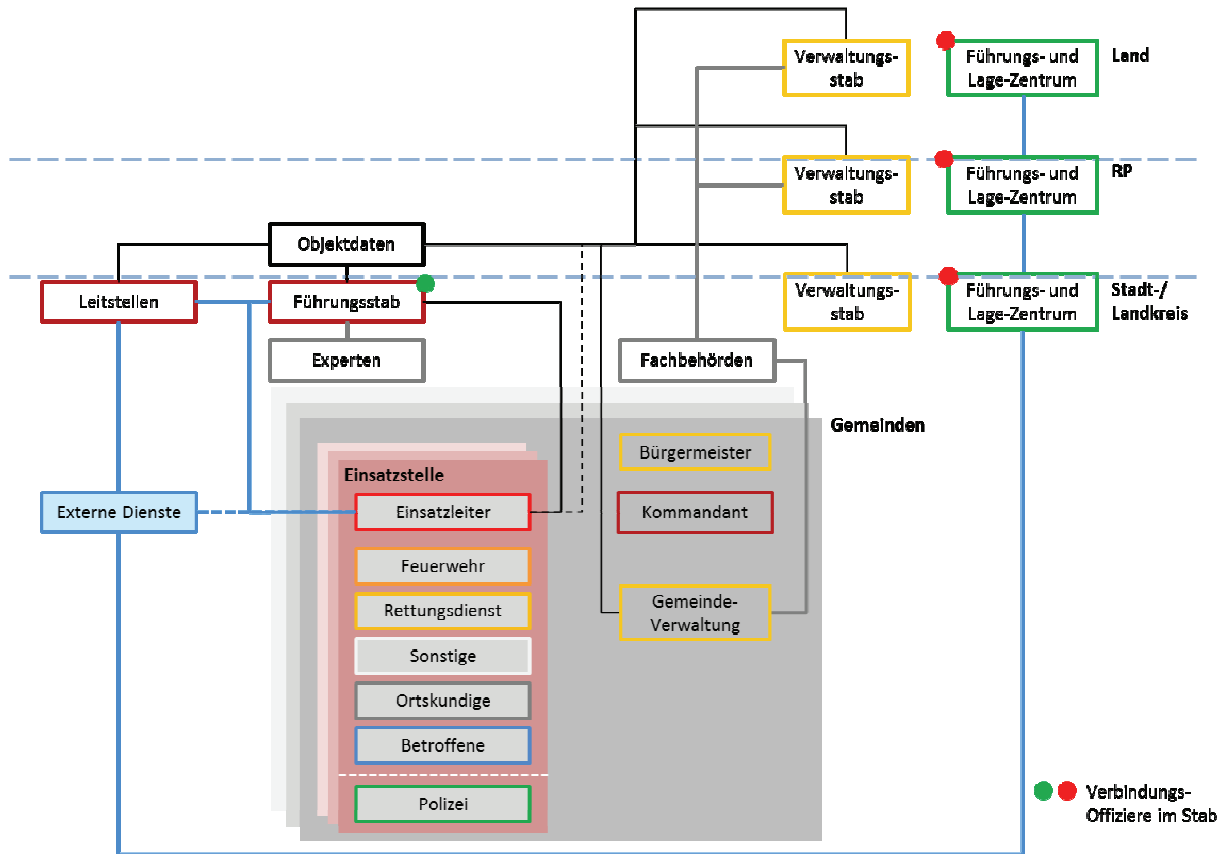 Verwaltungs-
stab
Führungs- und
Lage-Zentrum
Land
Verwaltungs-
stab
Führungs- und
Lage-Zentrum
RP
Objektdaten
Leitstellen
Führungsstab
Verwaltungs-
stab
Führungs- und
Lage-Zentrum
Stadt-/
Landkreis
Experten
Fachbehörden
Gemeinden
Einsatzstelle
Bürgermeister
Externe Dienste
Einsatzleiter
Kommandant
Feuerwehr
Rettungsdienst
Gemeinde-
Verwaltung
Sonstige
Ortskundige
Betroffene
Polizei
Verbindungs-
Offiziere im Stab